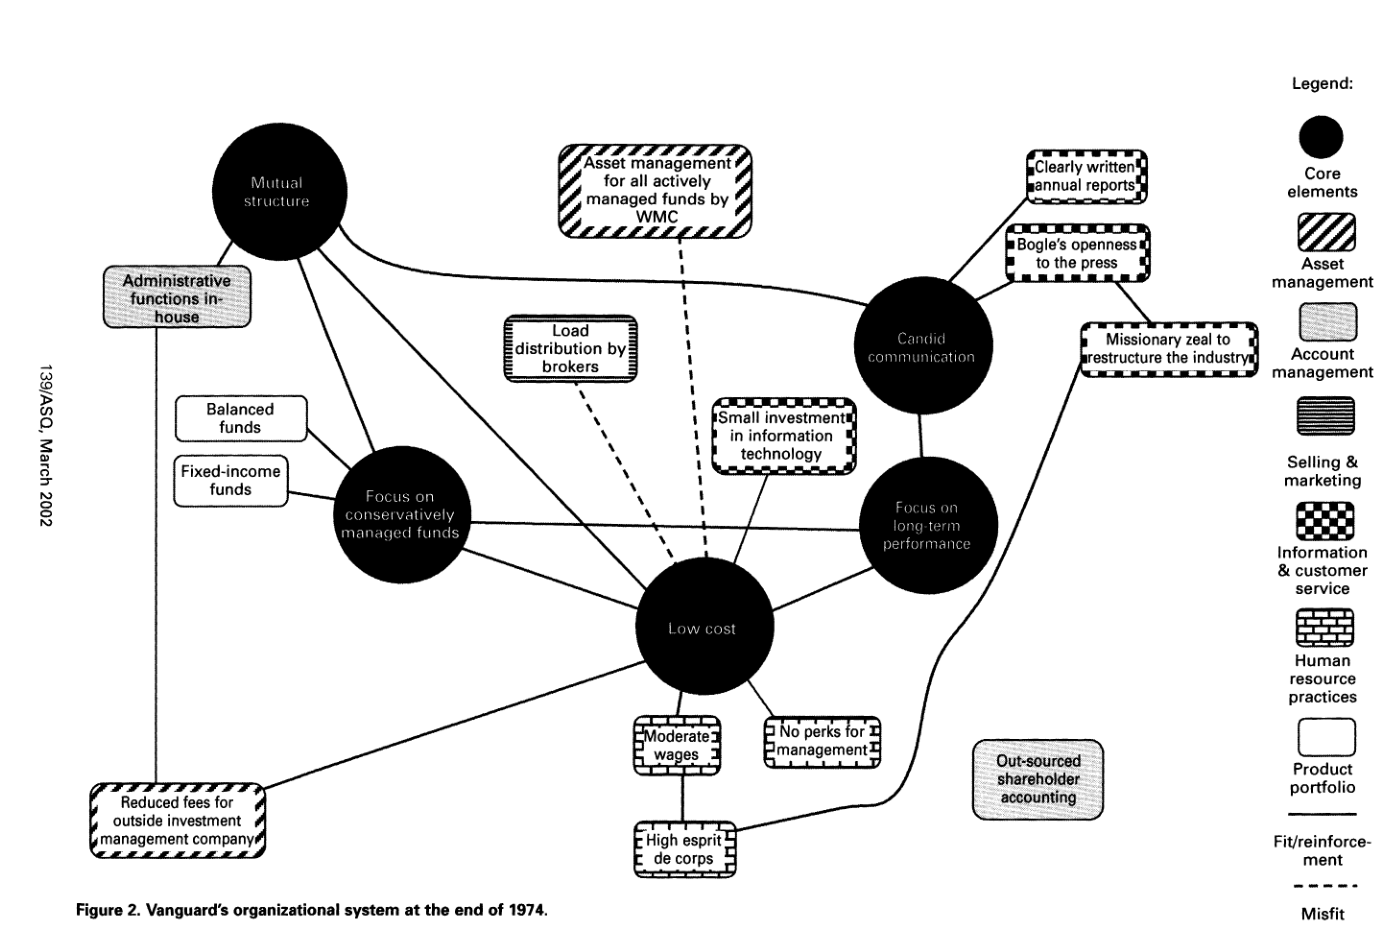 Legend:
Mutual
structure
Asset management
for all actively
managed funds by
WMC
Clearly written
annual reports
Bogle's openness
to the press
Core
elements
Asset
management
Administrative
functions in-
house
Load
distribution by
brokers
Candid
communication
Missionary zeal to
restructure the industry
Account
management
139/ASQ, March 2002
Balanced
funds
Fixed-income
funds
Small investment
in information
technology
Selling &
marketing
Focus on
conservatively
managed funds
Focus on
long-term
performance
Information
& customer
service
Low cost
Human
resource
practices
Moderate
wages
No perks for
management
Out-sourced
shareholder
accounting
Product
portfolio
Reduced fees for
outside investment
management company
High esprit
de corps
Fit/reinforce-
ment
Misfit
Figure 2. Vanguard's organizational system at the end of 1974.